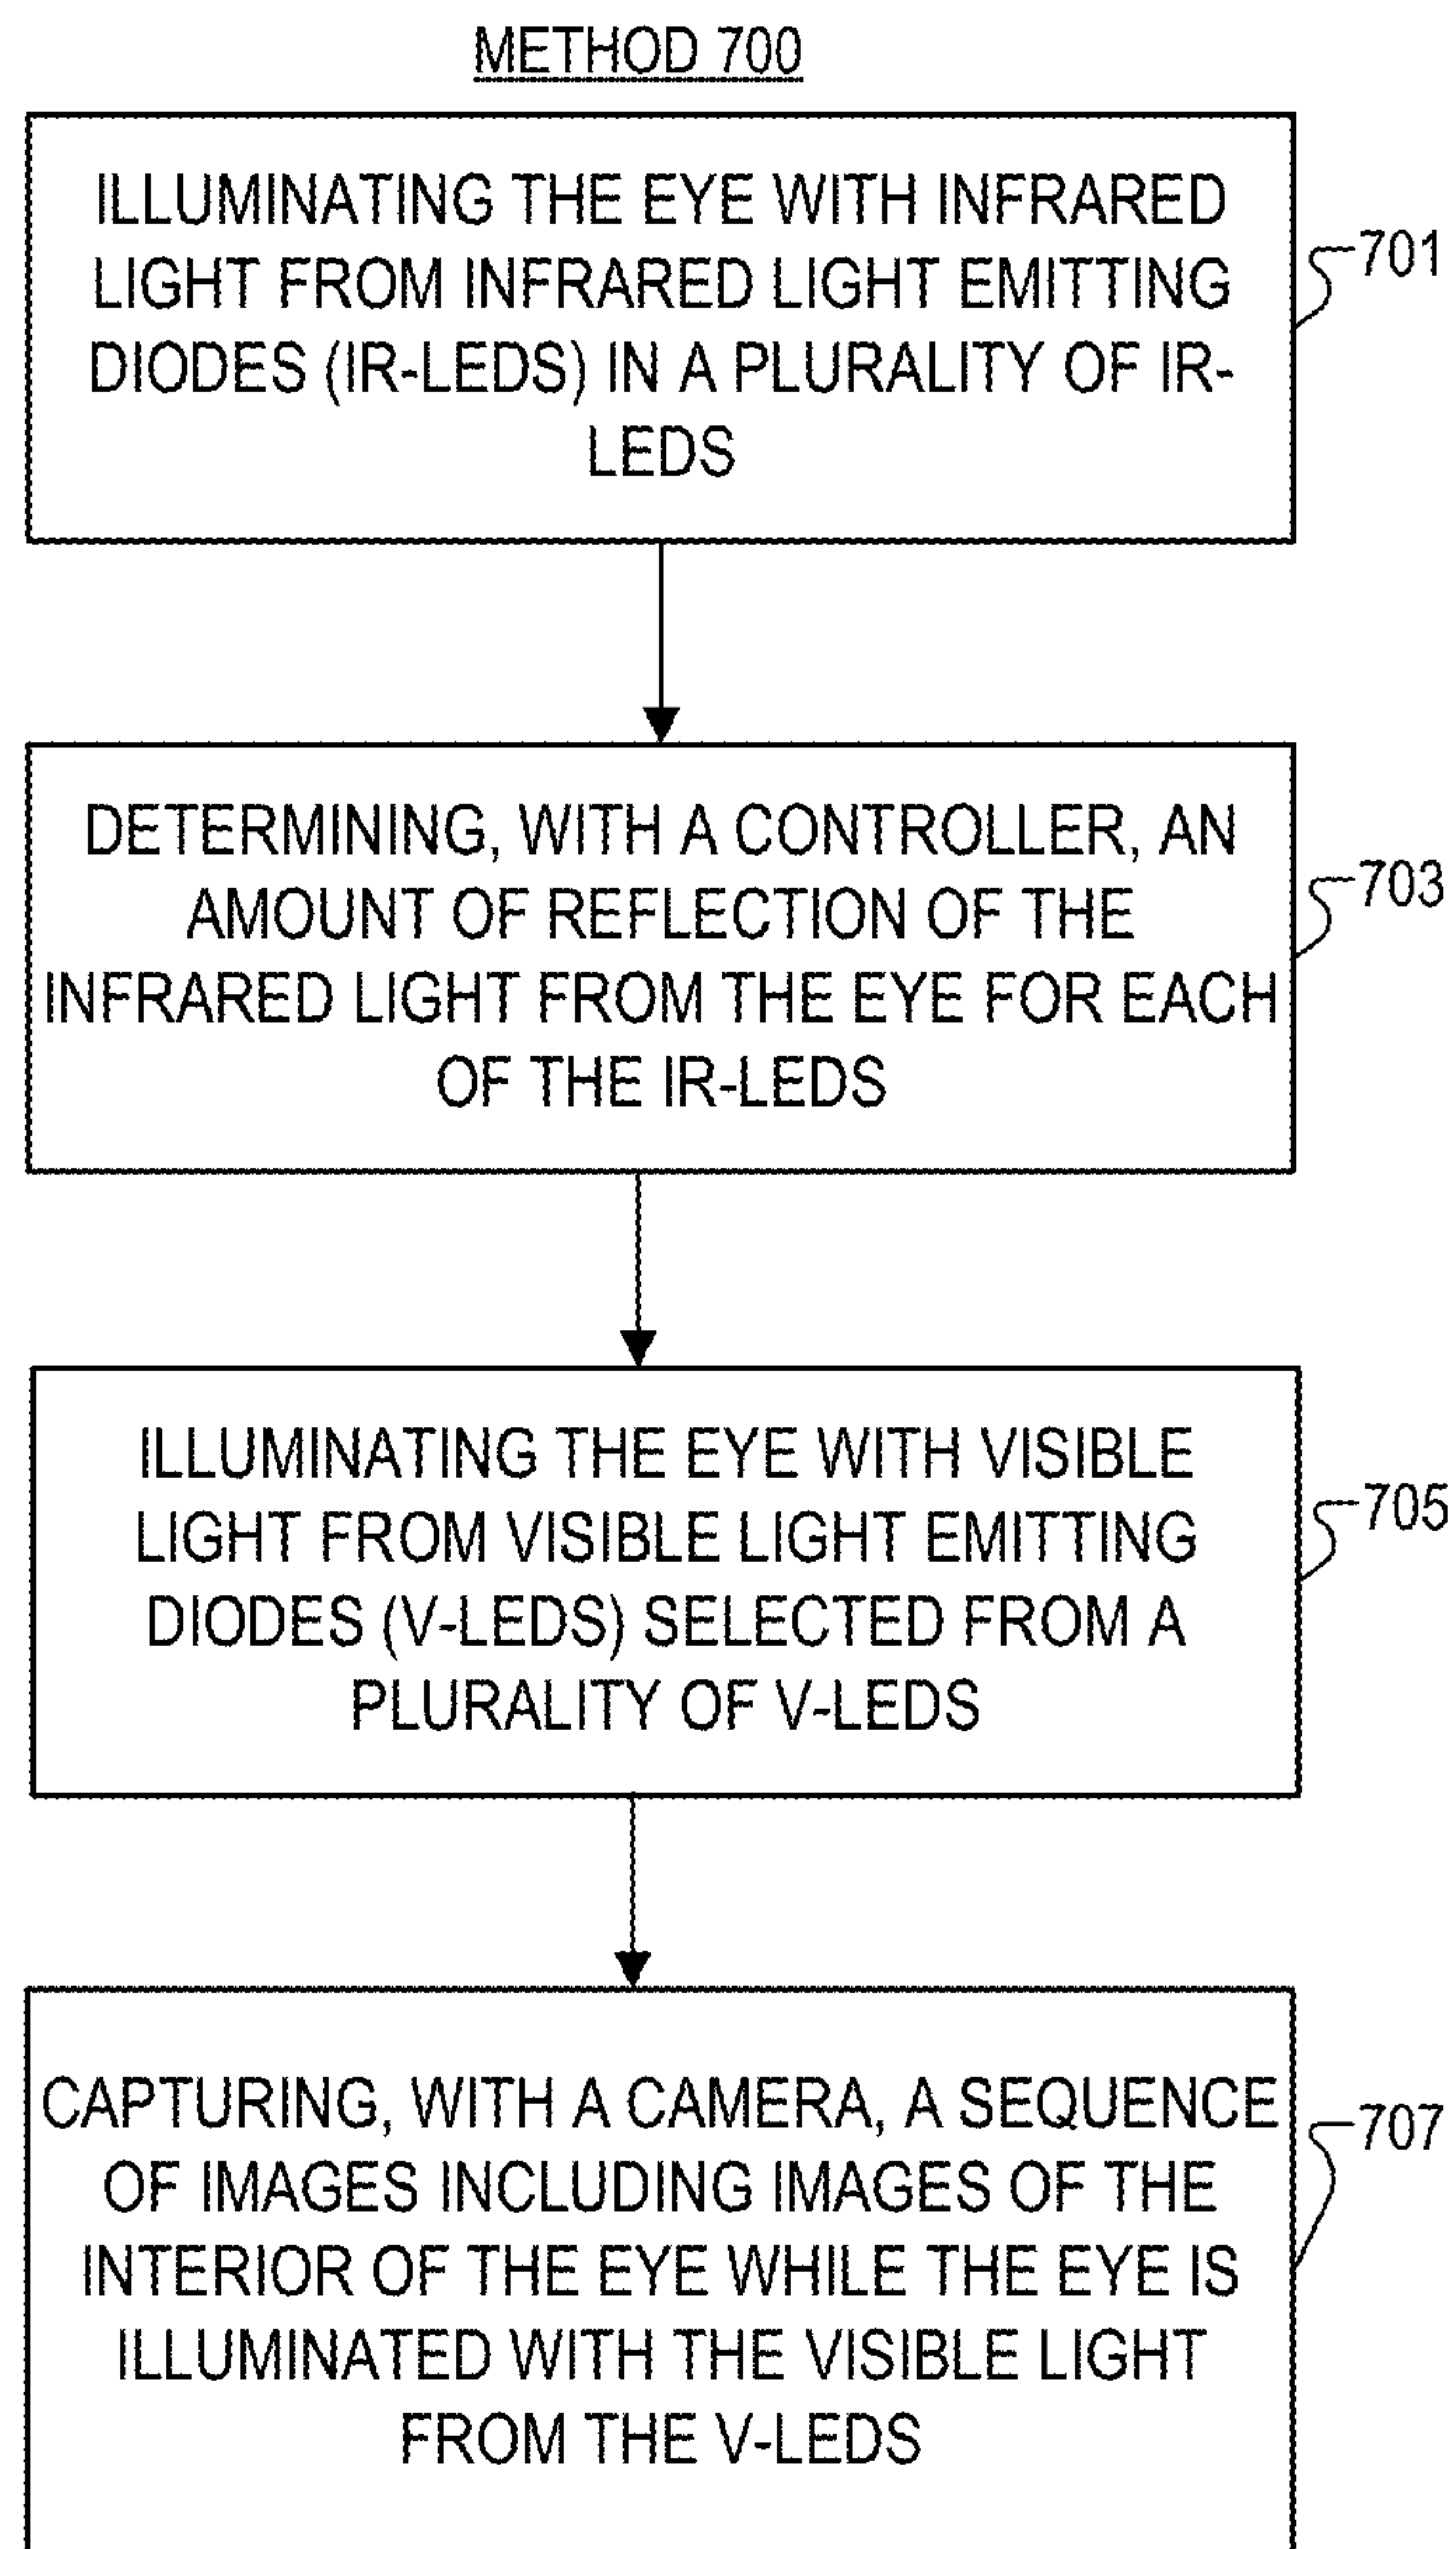 METHOD 700
ILLUMINATING THE EYE WITH INFRARED
LIGHT FROM INFRARED LIGHT EMITTING
DIODES (IR-LEDS) IN A PLURALITY OF IR-
LEDS
701
DETERMINING, WITH A CONTROLLER, AN
AMOUNT OF REFLECTION OF THE
INFRARED LIGHT FROM THE EYE FOR EACH
OF THE IR-LEDS
703
ILLUMINATING THE EYE WITH VISIBLE
LIGHT FROM VISIBLE LIGHT EMITTING
DIODES (V-LEDS) SELECTED FROM A
PLURALITY OF V-LEDS
705
CAPTURING, WITH A CAMERA, A SEQUENCE
OF IMAGES INCLUDING IMAGES OF THE
INTERIOR OF THE EYE WHILE THE EYE IS
ILLUMINATED WITH THE VISIBLE LIGHT
FROM THE V-LEDS
707